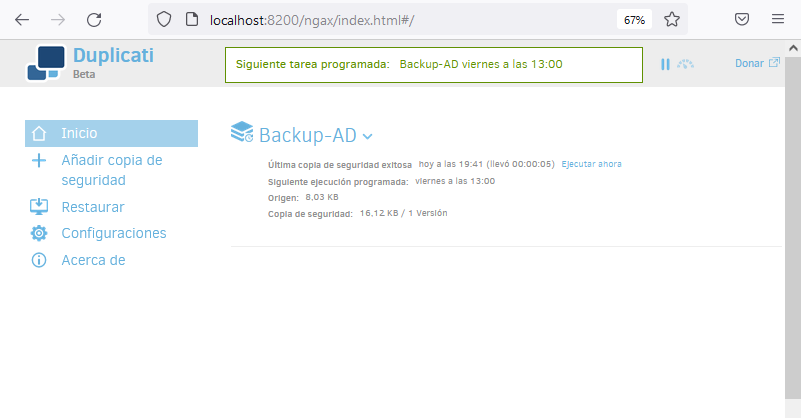 localhost:8200/ngax/index.html#/
67%
Duplicati
Beta
Siguiente tarea programada: Backup-AD viernes a las 13:00
Donar
Inicio
Añadir copia de
seguridad
Restaurar
Configuraciones
Acerca de
Backup-AD
Última copia de seguridad exitosa hoy a las 19:41 (llevó 00:00:05) Ejecutar ahora
Siguiente ejecución programada: viernes a las 13:00
Origen: 8,03 KB
Copia de seguridad: 16,12 KB / 1 Versión